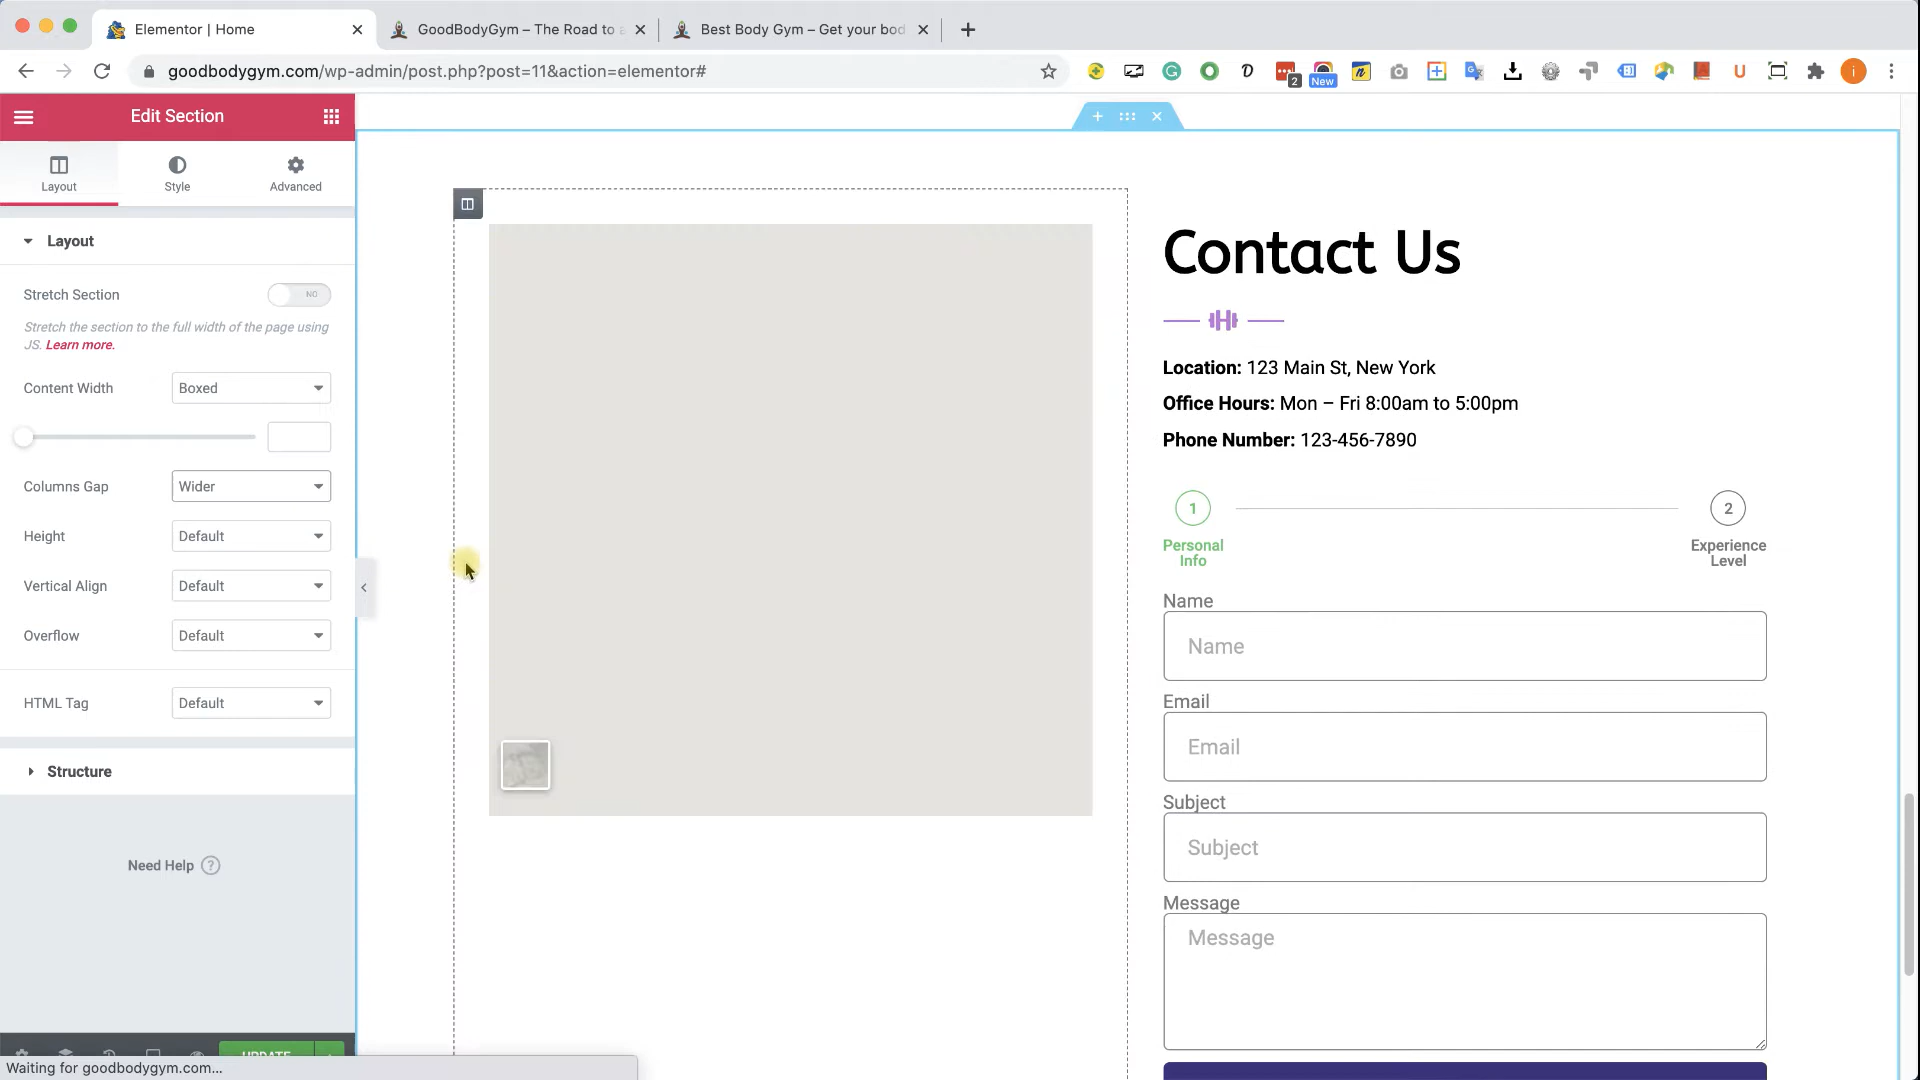 Elementor | Home
GoodBodyGym – The Road to a
Best Body Gym – Get your bod
goodbodygym.com/wp-admin/post.php?post=11&action=elementor#
2
New
i
Edit Section
Layout
Style
Advanced
Layout
Stretch Section
NO
Stretch the section to the full width of the page using
JS. Learn more.
Content Width
Boxed
Columns Gap
Wider
Height
Default
Vertical Align
Default
Overflow
Default
HTML Tag
Default
Structure
Need Help ?
UPDATE
Waiting for goodbodygym.com...
Contact Us
Location: 123 Main St, New York
Office Hours: Mon – Fri 8:00am to 5:00pm
Phone Number: 123-456-7890
1
Personal
Info
2
Experience
Level
Name
Name
Email
Email
Subject
Subject
Message
Message